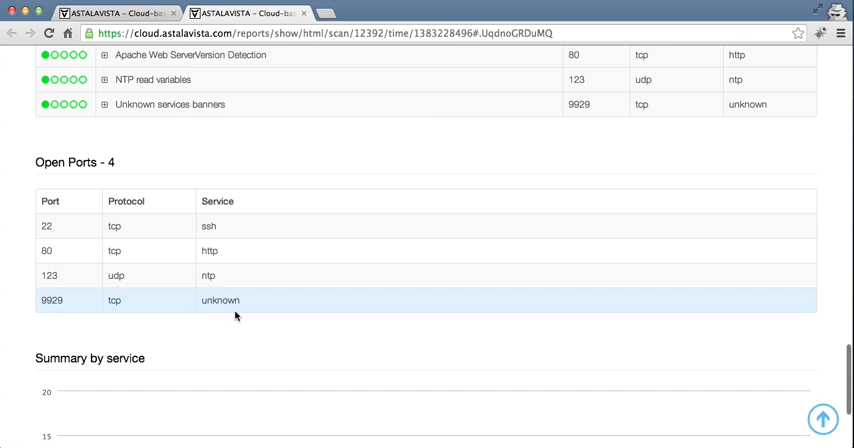 ASTALAVISTA – Cloud-bas
ASTALAVISTA – Cloud-bas
https://cloud.astalavista.com/reports/show/html/scan/12392/time/1383228496#.UqdnoGRDuMQ
Apache Web ServerVersion Detection 80 tcp http
NTP read variables 123 udp ntp
Unknown services banners 9929 tcp unknown
Open Ports - 4
Port Protocol Service
22 tcp ssh
80 tcp http
123 udp ntp
9929 tcp unknown
Summary by service
20
15